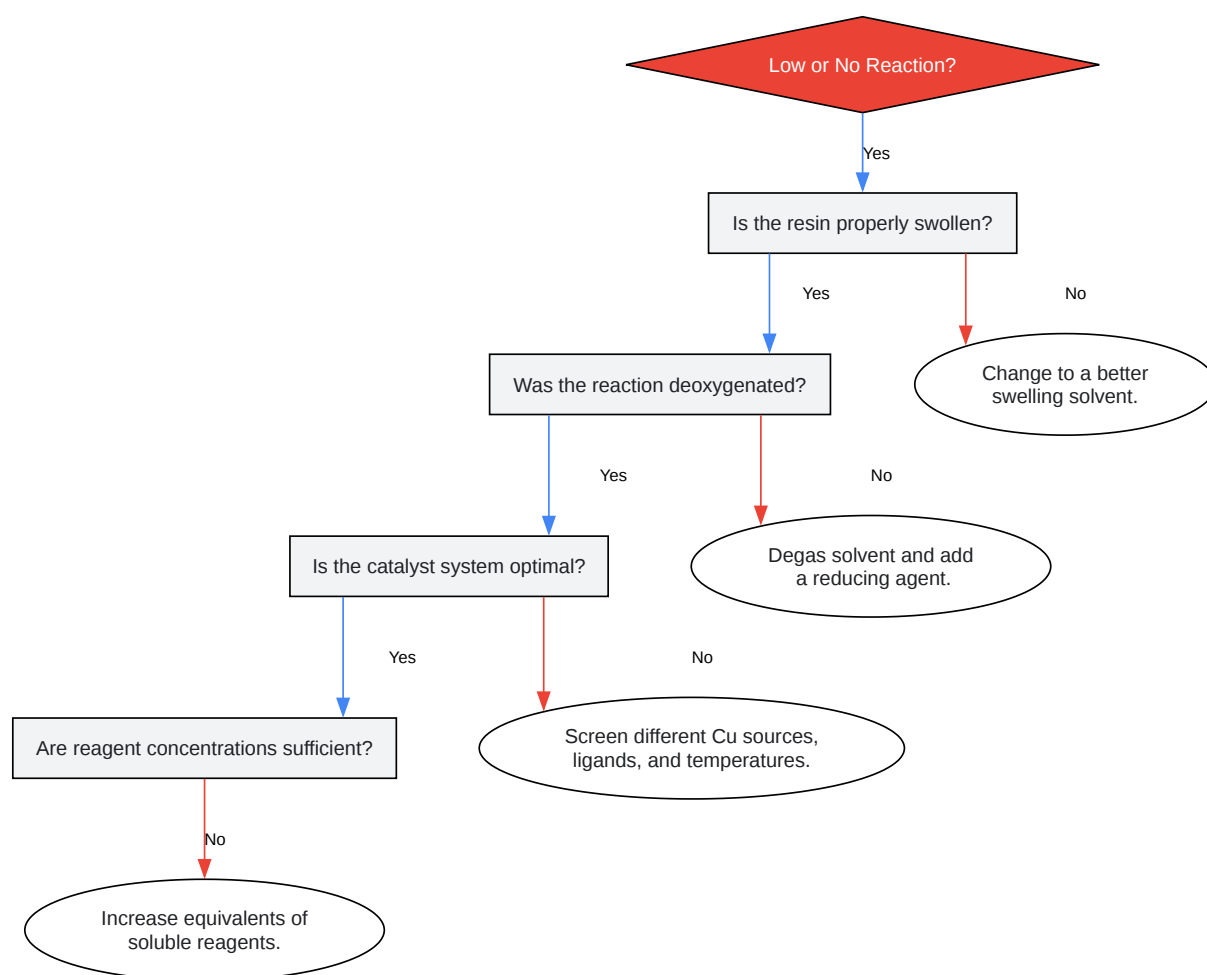 Low or No Reaction?
Yes
Is the resin properly swollen?
Yes
No
Change to a better
swelling solvent.
Was the reaction deoxygenated?
Yes
No
Degas solvent and add
a reducing agent.
Is the catalyst system optimal?
Yes
No
Screen different Cu sources,
ligands, and temperatures.
Are reagent concentrations sufficient?
No
Increase equivalents of
soluble reagents.